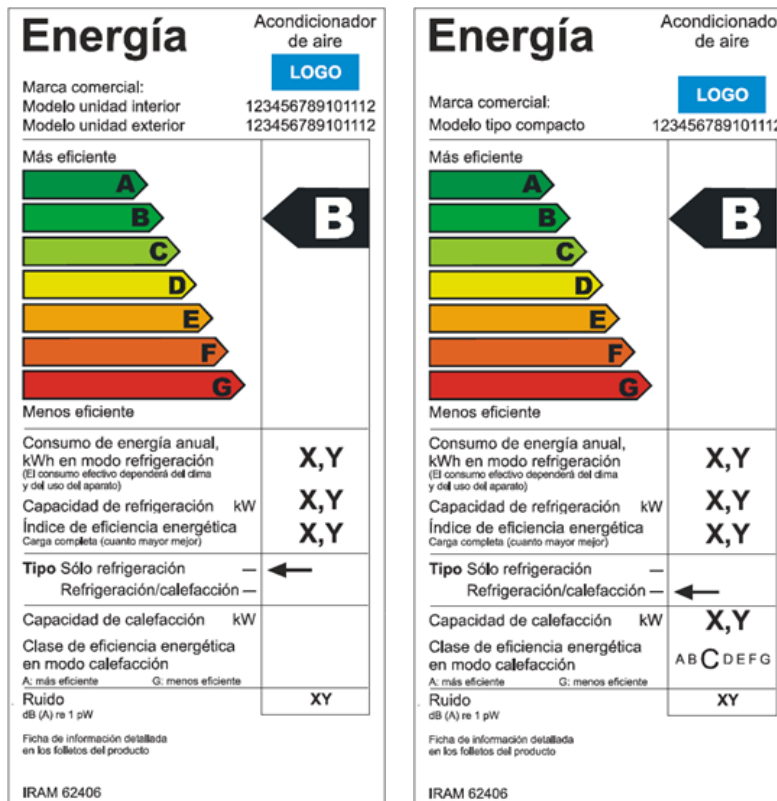 Energía
Acondicionador
de aire
LOGO
Marca comercial:
Modelo unidad interior 123456789101112
Modelo unidad exterior 123456789101112
Más eficiente
A
B
B
C
D
E
F
G
Menos eficiente
Consumo de energía anual,
kWh en modo refrigeración X,Y
(El consumo efectivo dependerá del clima
y del uso del aparato)
Capacidad de refrigeración kW X,Y
Índice de eficiencia energética X,Y
Carga completa (cuanto mayor mejor)
Tipo Sólo refrigeración —
Refrigeración/calefacción —
Capacidad de calefacción kW
Clase de eficiencia energética
en modo calefacción
A: más eficiente G: menos eficiente
Ruido XY
dB (A) re 1 pW
Ficha de información detallada
en los folletos del producto
IRAM 62406
Energía
Acondicionado
de aire
LOGO
Marca comercial:
Modelo tipo compacto 123456789101112
Más eficiente
A
B
B
C
D
E
F
G
Menos eficiente
Consumo de energía anual,
kWh en modo refrigeración X,Y
(El consumo efectivo dependerá del clima
y del uso del aparato)
Capacidad de refrigeración kW X,Y
Índice de eficiencia energética X,Y
Carga completa (cuanto mayor mejor)
Tipo Sólo refrigeración —
Refrigeración/calefacción —
Capacidad de calefacción kW X,Y
Clase de eficiencia energética
en modo calefacción A B C D E F G
A: más eficiente G: menos eficiente
Ruido XY
dB (A) re 1 pW
Ficha de información detallada
en los folletos del producto
IRAM 62406